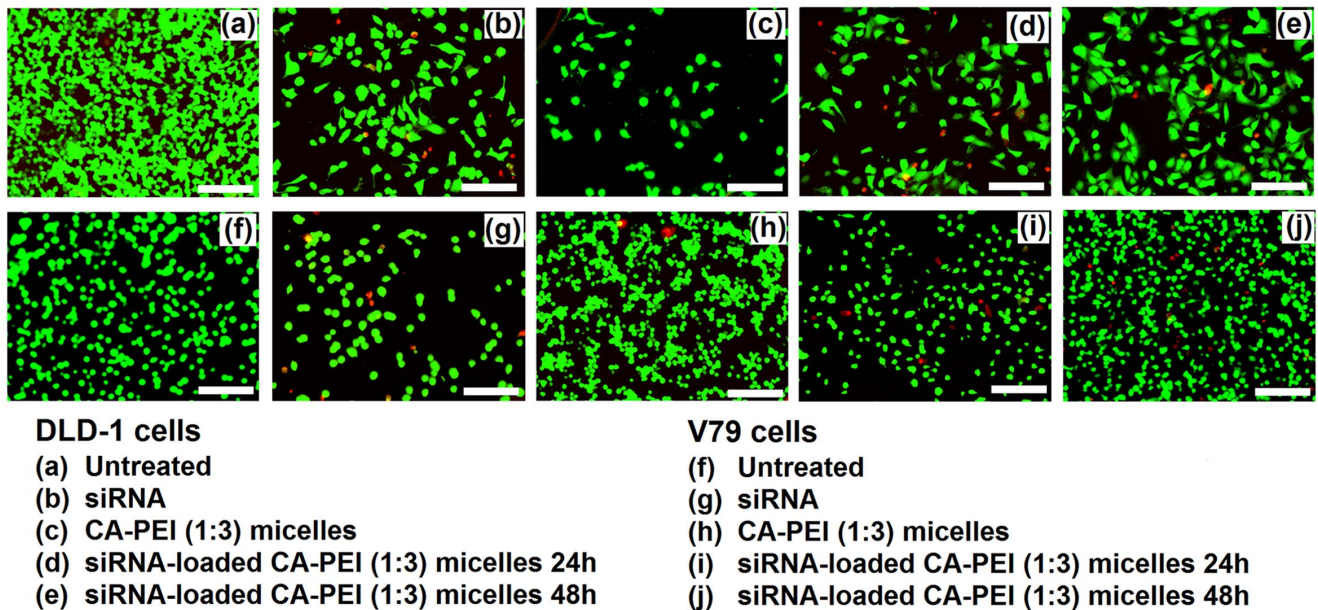 (a) (b) (c) (d) (e)
(f) (g) (h) (i) (j)
DLD-1 cells
(a) Untreated
(b) siRNA
(c) CA-PEI (1:3) micelles
(d) siRNA-loaded CA-PEI (1:3) micelles 24h
(e) siRNA-loaded CA-PEI (1:3) micelles 48h
V79 cells
(f) Untreated
(g) siRNA
(h) CA-PEI (1:3) micelles
(i) siRNA-loaded CA-PEI (1:3) micelles 24h
(j) siRNA-loaded CA-PEI (1:3) micelles 48h